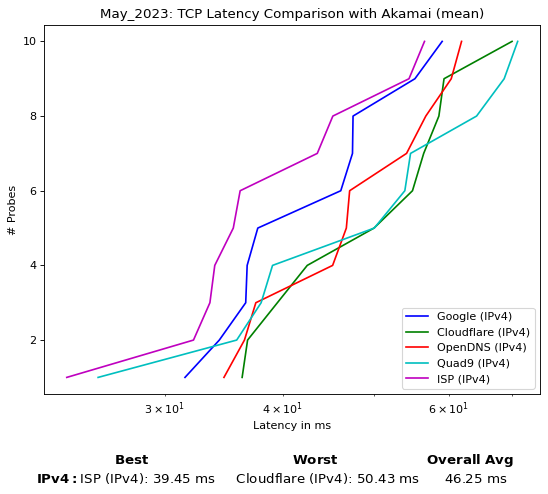 May_2023: TCP Latency Comparison with Akamai (mean)
10
8
6
4
2
# Probes
Google (IPv4)
Cloudflare (IPv4)
OpenDNS (IPv4)
Quad9 (IPv4)
ISP (IPv4)
3 × 10¹ 4 × 10¹ 6 × 10¹
Latency in ms
Best Worst Overall Avg
IPv4: ISP (IPv4): 39.45 ms Cloudflare (IPv4): 50.43 ms 46.25 ms